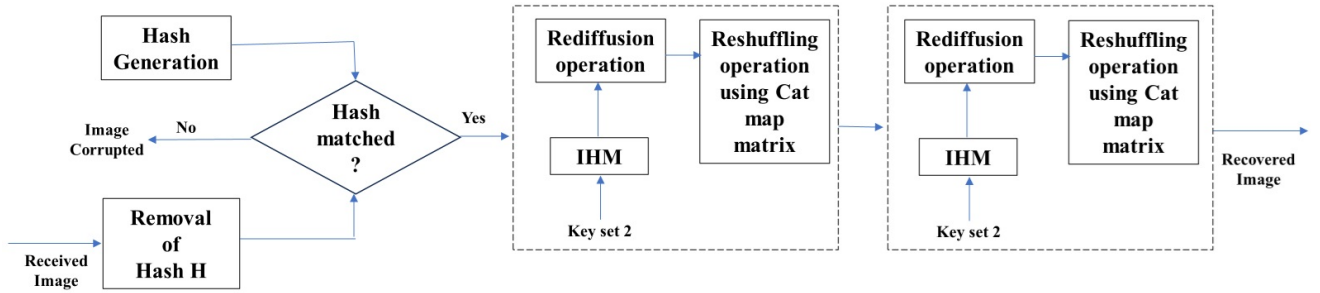 Hash
Generation
Hash
matched
?
No
Image
Corrupted
Yes
Removal
of
Hash H
Received
Image
Rediffusion
operation
IHM
Key set 2
Reshuffling
operation
using Cat
map
matrix
Rediffusion
operation
IHM
Key set 2
Reshuffling
operation
using Cat
map
matrix
Recovered
Image